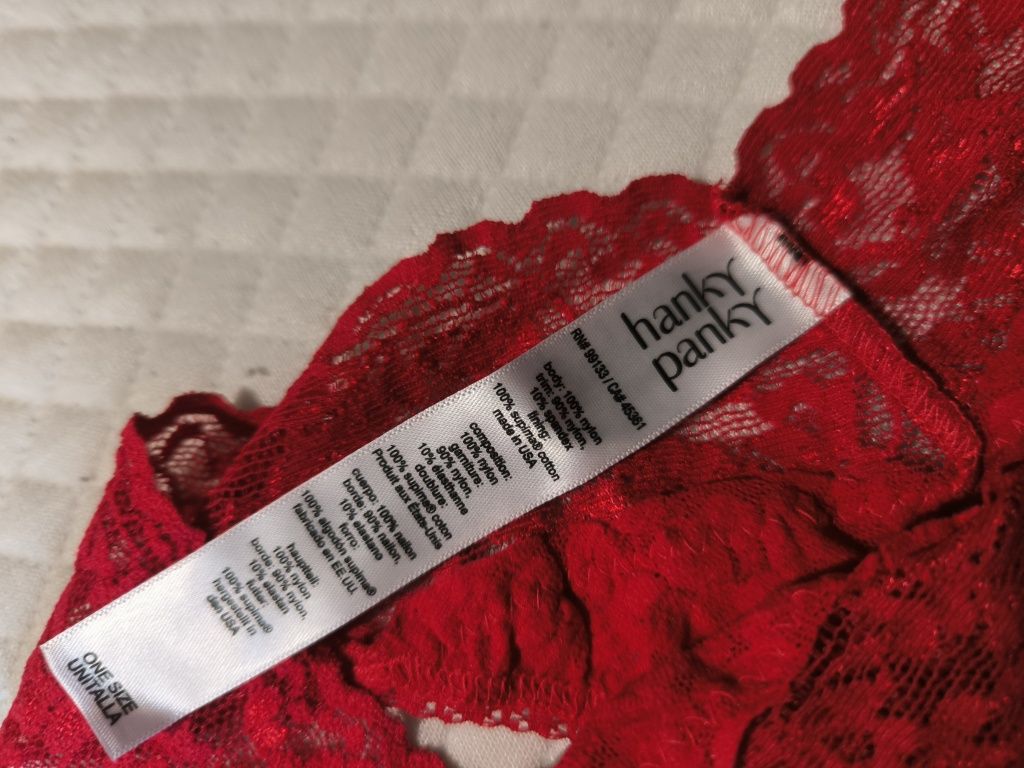 hanky
panky
RN# 99133 / CA# 45361
body: 100% nylon
trim: 90% nylon,
10% spandex
lining:
100% supima® cotton
made in USA
composition:
100% nylon
garniture:
90% nylon,
10% élasthanne
doublure:
100% supima® coton
Produit aux États-Unis
cuerpo: 100% nailon
borde: 90% nailon,
10% elastano
forro:
100% algodón supima®
fabricado en EE UU.
hauptteil:
100% nylon
borde: 90% nylon,
10% elastan
futter:
100% supima®
hergestellt in
den USA
ONE SIZE
UNITALLA